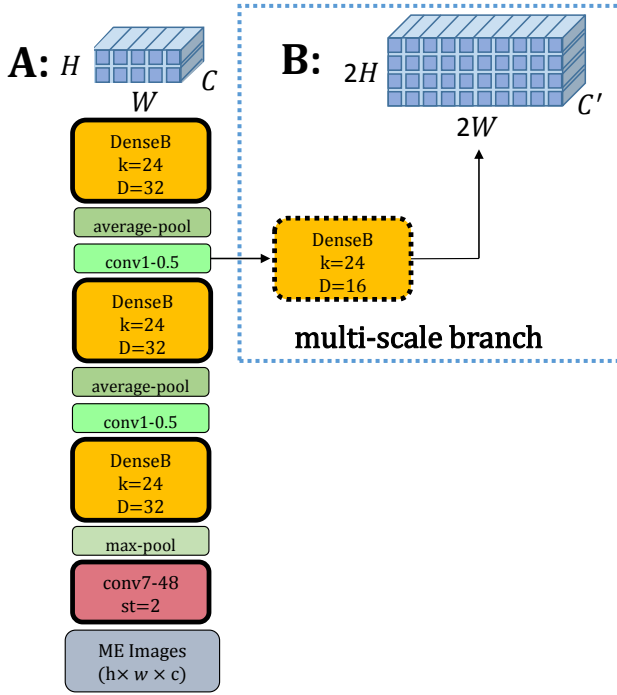 A:
H
W
C
DenseB
k=24
D=32
average-pool
conv1-0.5
DenseB
k=24
D=32
average-pool
conv1-0.5
DenseB
k=24
D=32
max-pool
conv7-48
st=2
ME Images
(h× w × c)
B:
2H
2W
C′
DenseB
k=24
D=16
multi-scale branch